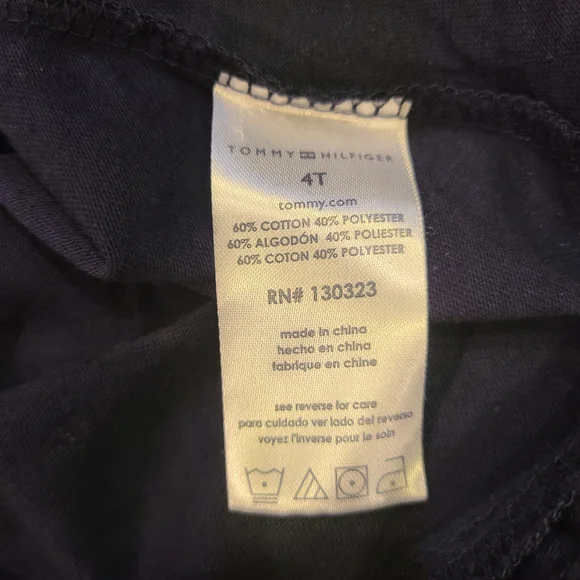 TOMMY HILFIGER
4T
tommy.com
60% COTTON 40% POLYESTER
60% ALGODÓN 40% POLIESTER
60% COTON 40% POLYESTER
RN# 130323
made in china
hecho en china
fabrique en chine
see reverse for care
para cuidado ver lado del reverso
voyez l'inverse pour le soin